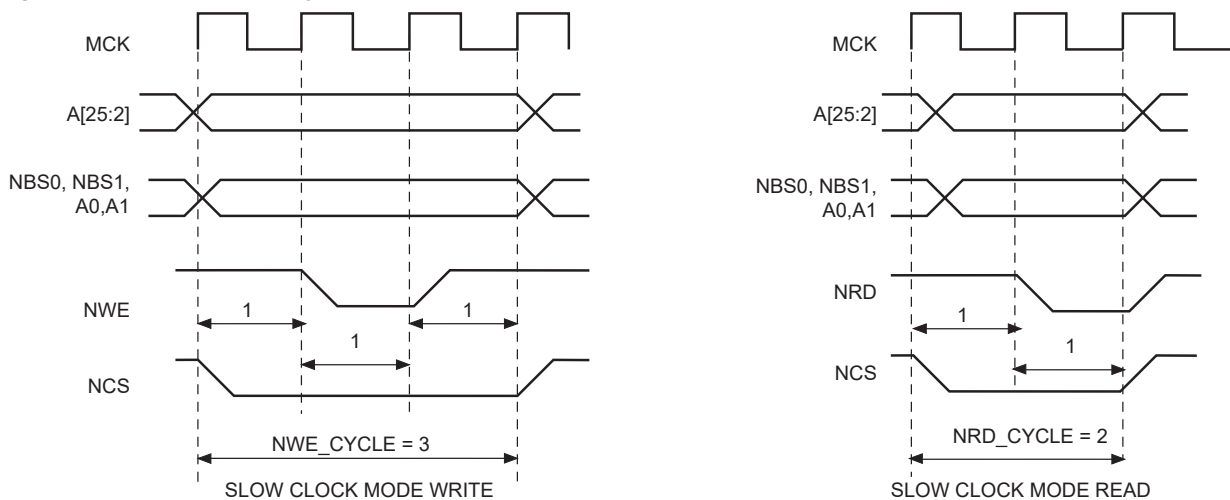 MCK
A[25:2]
NBS0, NBS1,
A0,A1
NWE
1
1
1
NCS
NWE_CYCLE = 3
SLOW CLOCK MODE WRITE
MCK
A[25:2]
NBS0, NBS1,
A0,A1
NRD
1
1
NCS
NRD_CYCLE = 2
SLOW CLOCK MODE READ